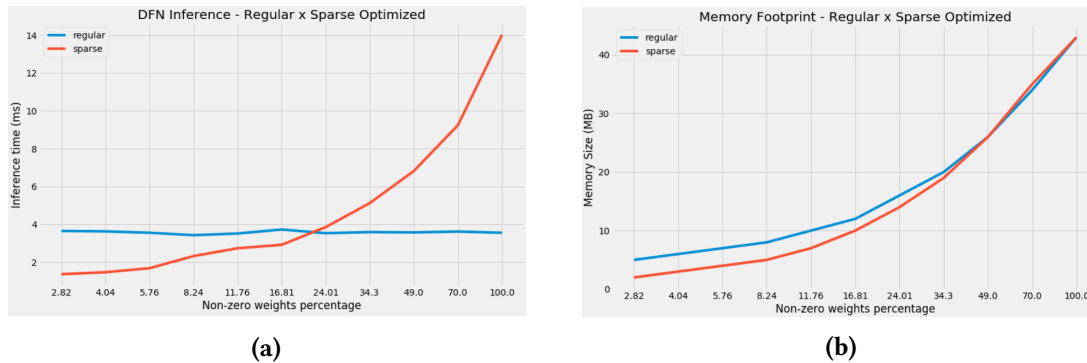 DFN Inference - Regular x Sparse Optimized
regular
sparse
14
12
10
8
6
4
2
Inference time (ms)
2.82 4.04 5.76 8.24 11.76 16.81 24.01 34.3 49.0 70.0 100.0
Non-zero weights percentage
(a)
Memory Footprint - Regular x Sparse Optimized
regular
sparse
40
30
20
10
0
Memory Size (MB)
2.82 4.04 5.76 8.24 11.76 16.81 24.01 34.3 49.0 70.0 100.0
Non-zero weights percentage
(b)